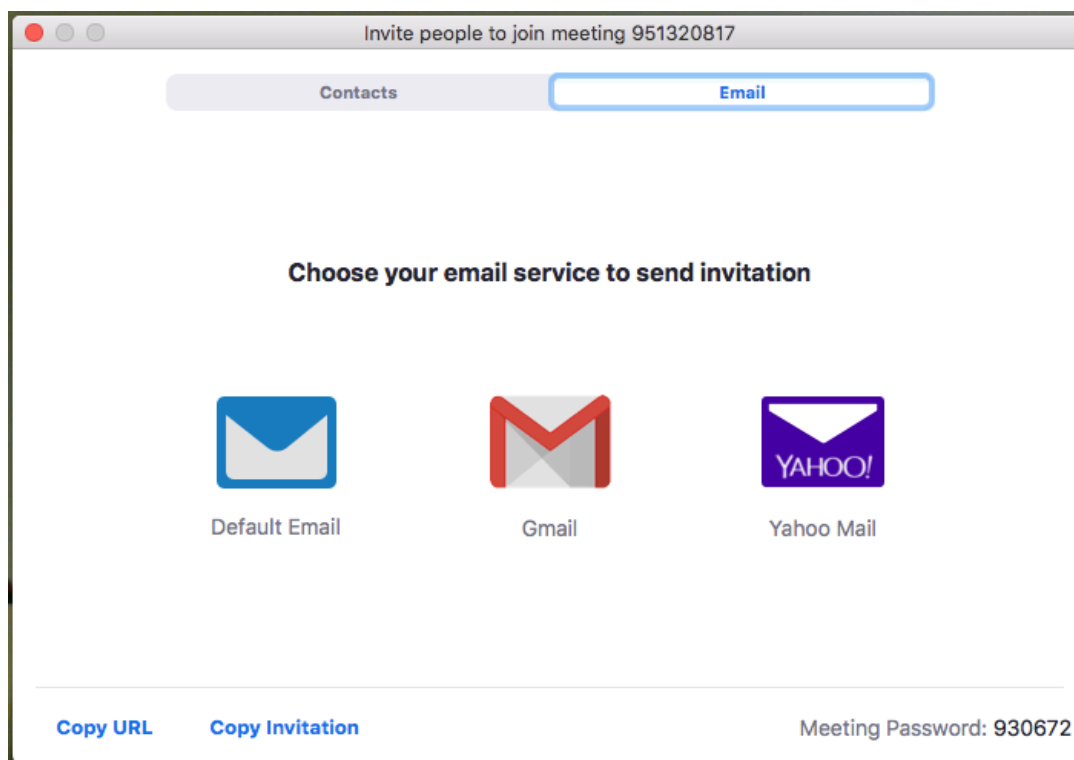 Invite people to join meeting 951320817
Contacts Email
Choose your email service to send invitation
YAHOO!
Default Email Gmail Yahoo Mail
Copy URL Copy Invitation Meeting Password: 930672